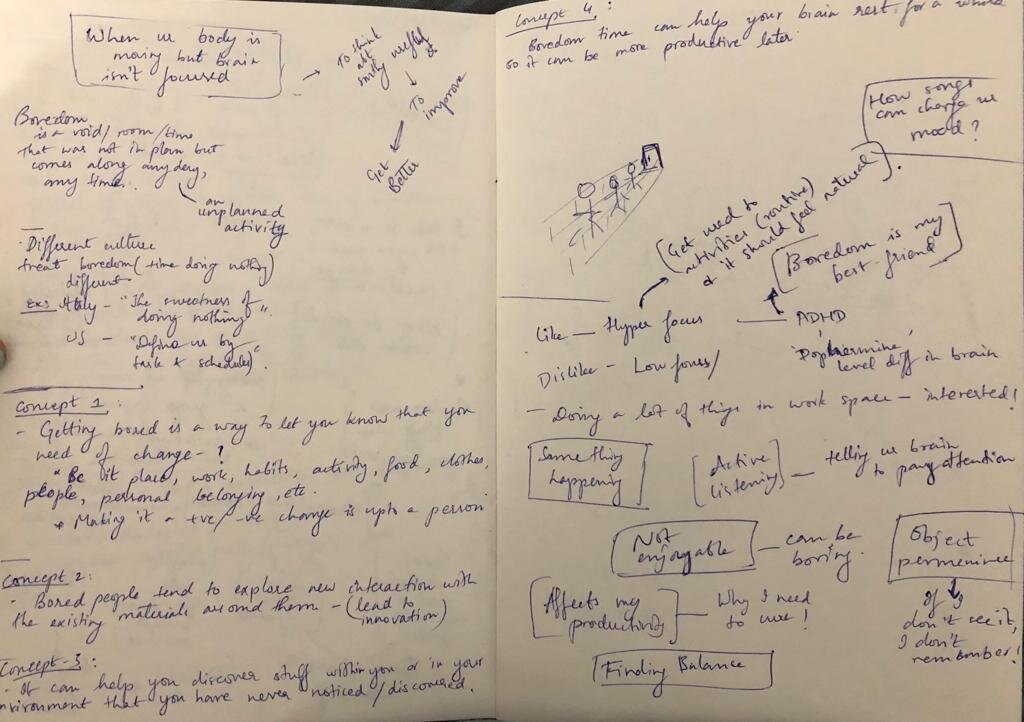 When ur body is
moving but brain
isn't focused
To think
abt
smthg useful
To
improve
Get
Better
Boredom
is a void/room/time
That was not in plan but
comes along any day,
any time.
an
unplanned
activity
Different culture
treat boredom (time doing nothing)
different
Exs Italy - "The sweetness of
doing nothing".
US - "Define us by
task & schedules".
Concept 1:
- Getting bored is a way to let you know that you
need of change - ?
* Be it place, work, habits, activity, food, clothes,
people, personal belonging, etc.
* Making it a +ve/-ve change is upto a person
Concept 2:
- Bored people tend to explore new interaction with
the existing materials around them - (lead to
innovation)
Concept-3:
- It can help you discover stuff within you or in your
environment that you have never noticed/discovered.
Concept 4:
Boredom time can help your brain rest for a while
so it can be more productive later
How songs
can change ur
mood?
(Get used to
activities (routine)
& it should feel natural).
[Boredom is my
best-friend]
Like - Hyper focus — ADHD
level diff in brain
Dislike - Low focus/
- Doing a lot of things in work space - interested!
Something
happening
[Active
listening] — telling ur brain
to pay attention
Not
enjoyable — can be
boring.
Object
permeninee
Affects my
productivity — Why I need
to care!
If I
don't see it,
I don't
remember!
Finding Balance